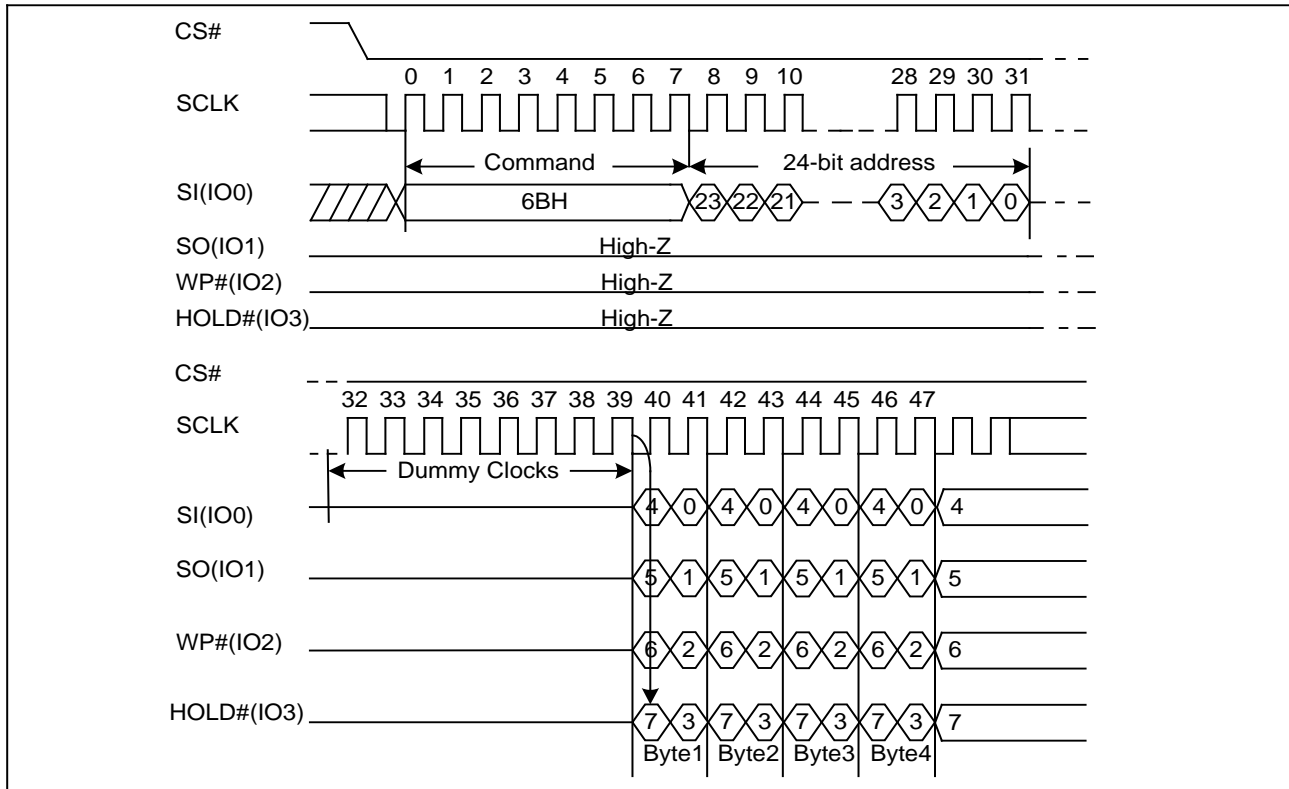 CS#
0 1 2 3 4 5 6 7 8 9 10 28 29 30 31
SCLK
Command 24-bit address
SI(IO0) 6BH 23 22 21 3 2 1 0
SO(IO1) High-Z
WP#(IO2) High-Z
HOLD#(IO3) High-Z
CS#
32 33 34 35 36 37 38 39 40 41 42 43 44 45 46 47
SCLK
Dummy Clocks
SI(IO0) 4 0 4 0 4 0 4 0 4
SO(IO1) 5 1 5 1 5 1 5 1 5
WP#(IO2) 6 2 6 2 6 2 6 2 6
HOLD#(IO3) 7 3 7 3 7 3 7 3 7
Byte1 Byte2 Byte3 Byte4